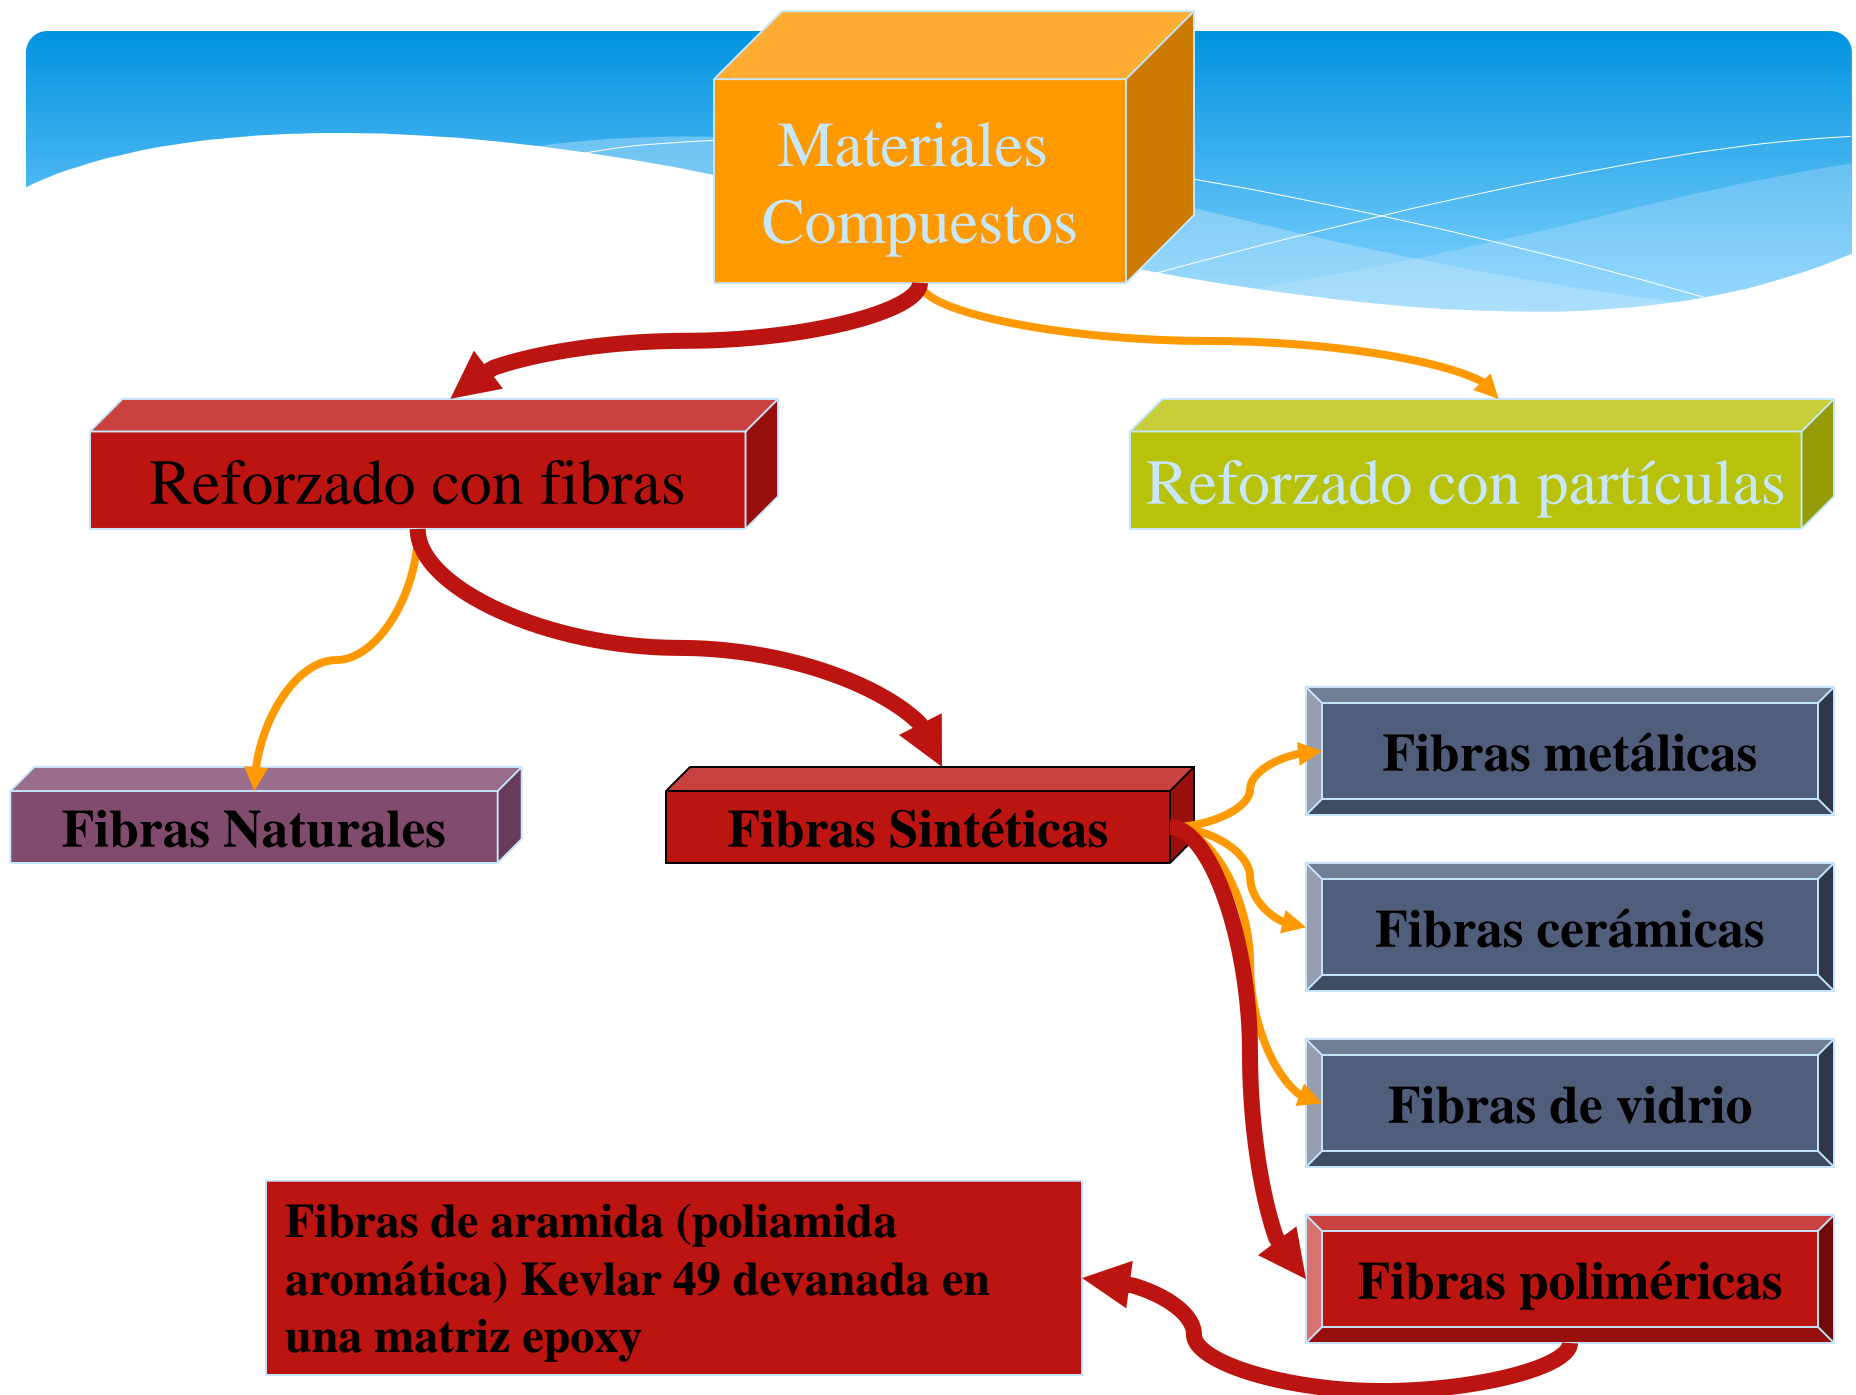 Materiales
Compuestos
Reforzado con fibras
Reforzado con partículas
Fibras Naturales
Fibras Sintéticas
Fibras metálicas
Fibras cerámicas
Fibras de vidrio
Fibras poliméricas
Fibras de aramida (poliamida
aromática) Kevlar 49 devanada en
una matriz epoxy